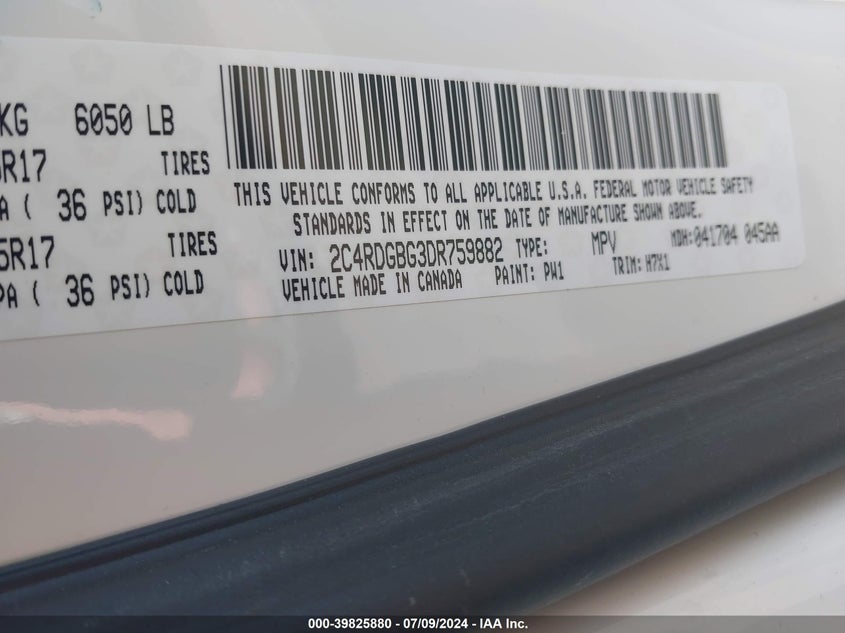 KG 6050 LB
R17 TIRES
A ( 36 PSI) COLD
5R17 TIRES
PA ( 36 PSI) COLD
THIS VEHICLE CONFORMS TO ALL APPLICABLE U.S.A. FEDERAL MOTOR VEHICLE SAFETY
STANDARDS IN EFFECT ON THE DATE OF MANUFACTURE SHOWN ABOVE.
VIN: 2C4RDGBG3DR759882 TYPE: MPV MDH:041704 045AA
VEHICLE MADE IN CANADA PAINT: PW1 TRIM: H7X1
000-39825880 - 07/09/2024 - IAA Inc.